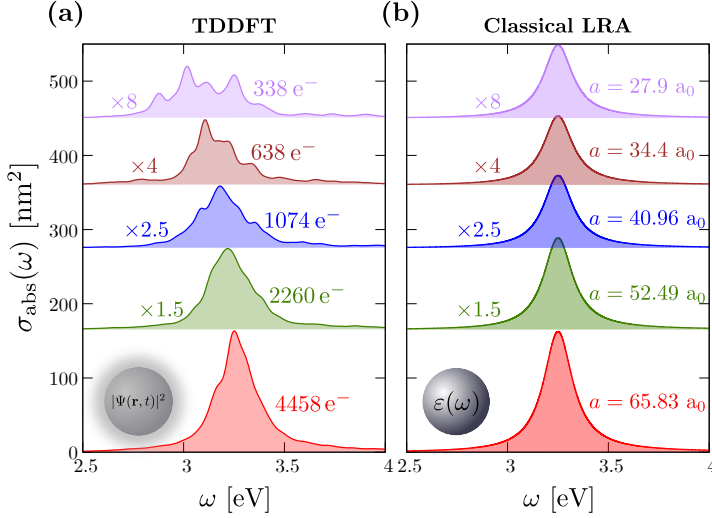 (a)
TDDFT
σabs(ω) [nm²]
500
400
300
200
100
0
×8
338 e⁻
×4
638 e⁻
×2.5
1074 e⁻
×1.5
2260 e⁻
4458 e⁻
|Ψ(r, t)|²
2.5
3
3.5
4
ω [eV]
(b)
Classical LRA
×8
a = 27.9 a₀
×4
a = 34.4 a₀
×2.5
a = 40.96 a₀
×1.5
a = 52.49 a₀
a = 65.83 a₀
ε(ω)
2.5
3
3.5
4
ω [eV]